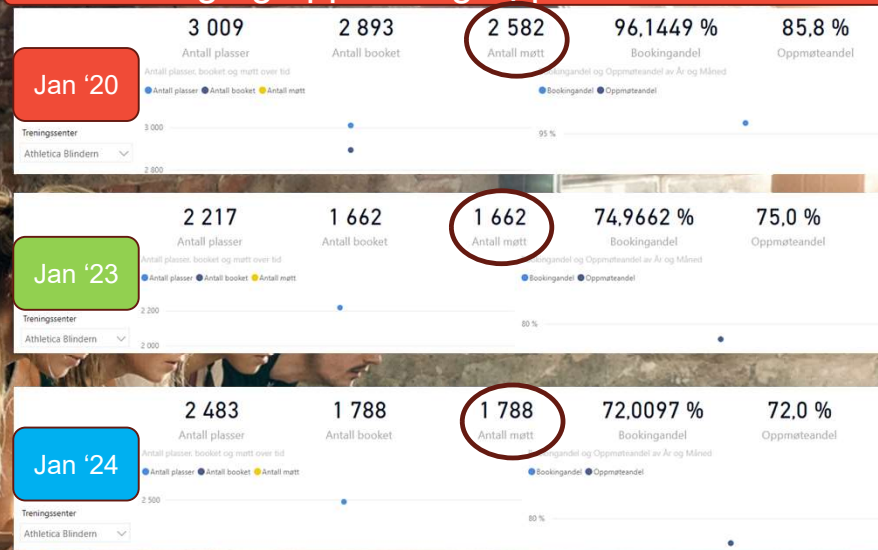 3 009 2 893 2 582 96,1449 % 85,8 %
Antall plasser Antall booket Antall møtt Bookingandel Oppmøteandel
Jan '20
Antall plasser, booket og møtt over tid Bookingandel og Oppmøteandel av År og Måned
Antall plasser Antall booket Antall møtt Bookingandel Oppmøteandel
Treningssenter
3 000 95 %
Athletica Blindern
2 800
2 217 1 662 1 662 74,9662 % 75,0 %
Antall plasser Antall booket Antall møtt Bookingandel Oppmøteandel
Jan '23
Antall plasser, booket og møtt over tid Bookingandel og Oppmøteandel av År og Måned
Antall plasser Antall booket Antall møtt Bookingandel Oppmøteandel
2 200
Treningssenter 80 %
Athletica Blindern
2 000
2 483 1 788 1 788 72,0097 % 72,0 %
Antall plasser Antall booket Antall møtt Bookingandel Oppmøteandel
Jan '24
Antall plasser, booket og møtt over tid Bookingandel og Oppmøteandel av År og Måned
Antall plasser Antall booket Antall møtt Bookingandel Oppmøteandel
2 500
Treningssenter 80 %
Athletica Blindern